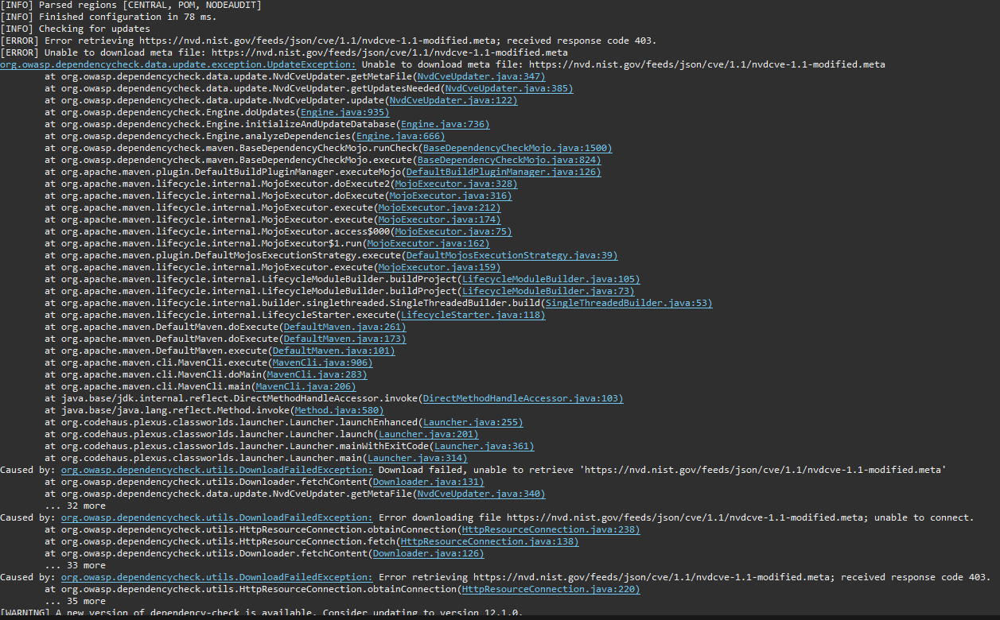 [INFO] Parsed regions [CENTRAL, POM, NODEAUDIT]
[INFO] Finished configuration in 78 ms.
[INFO] Checking for updates
[ERROR] Error retrieving https://nvd.nist.gov/feeds/json/cve/1.1/nvdcve-1.1-modified.meta; received response code 403.
[ERROR] Unable to download meta file: https://nvd.nist.gov/feeds/json/cve/1.1/nvdcve-1.1-modified.meta
org.owasp.dependencycheck.data.update.exception.UpdateException: Unable to download meta file: https://nvd.nist.gov/feeds/json/cve/1.1/nvdcve-1.1-modified.meta
at org.owasp.dependencycheck.data.update.NvdCveUpdater.getMetaFile(NvdCveUpdater.java:347)
at org.owasp.dependencycheck.data.update.NvdCveUpdater.getUpdatesNeeded(NvdCveUpdater.java:385)
at org.owasp.dependencycheck.data.update.NvdCveUpdater.update(NvdCveUpdater.java:122)
at org.owasp.dependencycheck.Engine.doUpdates(Engine.java:935)
at org.owasp.dependencycheck.Engine.initializeAndUpdateDatabase(Engine.java:736)
at org.owasp.dependencycheck.Engine.analyzeDependencies(Engine.java:666)
at org.owasp.dependencycheck.maven.BaseDependencyCheckMojo.runCheck(BaseDependencyCheckMojo.java:1500)
at org.owasp.dependencycheck.maven.BaseDependencyCheckMojo.execute(BaseDependencyCheckMojo.java:824)
at org.apache.maven.plugin.DefaultBuildPluginManager.executeMojo(DefaultBuildPluginManager.java:126)
at org.apache.maven.lifecycle.internal.MojoExecutor.doExecute2(MojoExecutor.java:328)
at org.apache.maven.lifecycle.internal.MojoExecutor.doExecute(MojoExecutor.java:316)
at org.apache.maven.lifecycle.internal.MojoExecutor.execute(MojoExecutor.java:212)
at org.apache.maven.lifecycle.internal.MojoExecutor.execute(MojoExecutor.java:174)
at org.apache.maven.lifecycle.internal.MojoExecutor.access$000(MojoExecutor.java:75)
at org.apache.maven.lifecycle.internal.MojoExecutor$1.run(MojoExecutor.java:162)
at org.apache.maven.plugin.DefaultMojosExecutionStrategy.execute(DefaultMojosExecutionStrategy.java:39)
at org.apache.maven.lifecycle.internal.MojoExecutor.execute(MojoExecutor.java:159)
at org.apache.maven.lifecycle.internal.LifecycleModuleBuilder.buildProject(LifecycleModuleBuilder.java:105)
at org.apache.maven.lifecycle.internal.LifecycleModuleBuilder.buildProject(LifecycleModuleBuilder.java:73)
at org.apache.maven.lifecycle.internal.builder.singlethreaded.SingleThreadedBuilder.build(SingleThreadedBuilder.java:53)
at org.apache.maven.lifecycle.internal.LifecycleStarter.execute(LifecycleStarter.java:118)
at org.apache.maven.DefaultMaven.doExecute(DefaultMaven.java:261)
at org.apache.maven.DefaultMaven.doExecute(DefaultMaven.java:173)
at org.apache.maven.DefaultMaven.execute(DefaultMaven.java:101)
at org.apache.maven.cli.MavenCli.execute(MavenCli.java:906)
at org.apache.maven.cli.MavenCli.doMain(MavenCli.java:283)
at org.apache.maven.cli.MavenCli.main(MavenCli.java:206)
at java.base/jdk.internal.reflect.DirectMethodHandleAccessor.invoke(DirectMethodHandleAccessor.java:103)
at java.base/java.lang.reflect.Method.invoke(Method.java:580)
at org.codehaus.plexus.classworlds.launcher.Launcher.launchEnhanced(Launcher.java:255)
at org.codehaus.plexus.classworlds.launcher.Launcher.launch(Launcher.java:201)
at org.codehaus.plexus.classworlds.launcher.Launcher.mainWithExitCode(Launcher.java:361)
at org.codehaus.plexus.classworlds.launcher.Launcher.main(Launcher.java:314)
Caused by: org.owasp.dependencycheck.utils.DownloadFailedException: Download failed, unable to retrieve 'https://nvd.nist.gov/feeds/json/cve/1.1/nvdcve-1.1-modified.meta'
at org.owasp.dependencycheck.utils.Downloader.fetchContent(Downloader.java:131)
at org.owasp.dependencycheck.data.update.NvdCveUpdater.getMetaFile(NvdCveUpdater.java:340)
... 32 more
Caused by: org.owasp.dependencycheck.utils.DownloadFailedException: Error downloading file https://nvd.nist.gov/feeds/json/cve/1.1/nvdcve-1.1-modified.meta; unable to connect.
at org.owasp.dependencycheck.utils.HttpResourceConnection.obtainConnection(HttpResourceConnection.java:238)
at org.owasp.dependencycheck.utils.HttpResourceConnection.fetch(HttpResourceConnection.java:138)
at org.owasp.dependencycheck.utils.Downloader.fetchContent(Downloader.java:126)
... 33 more
Caused by: org.owasp.dependencycheck.utils.DownloadFailedException: Error retrieving https://nvd.nist.gov/feeds/json/cve/1.1/nvdcve-1.1-modified.meta; received response code 403.
at org.owasp.dependencycheck.utils.HttpResourceConnection.obtainConnection(HttpResourceConnection.java:220)
... 35 more
[WARNING] A new version of dependency-check is available. Consider updating to version 12.1.0.